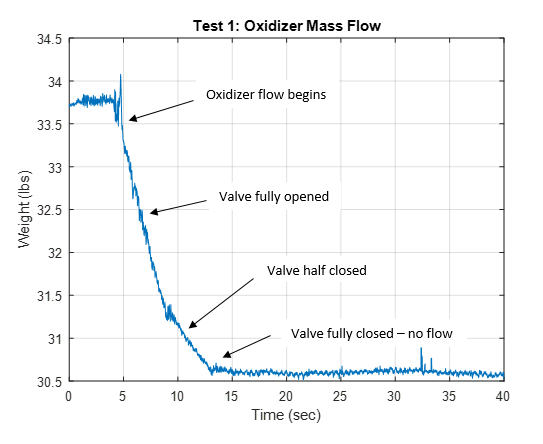 Test 1: Oxidizer Mass Flow
34.5
34
33.5
33
32.5
32
31.5
31
30.5
Weight (lbs)
Oxidizer flow begins
Valve fully opened
Valve half closed
Valve fully closed – no flow
0 5 10 15 20 25 30 35 40
Time (sec)